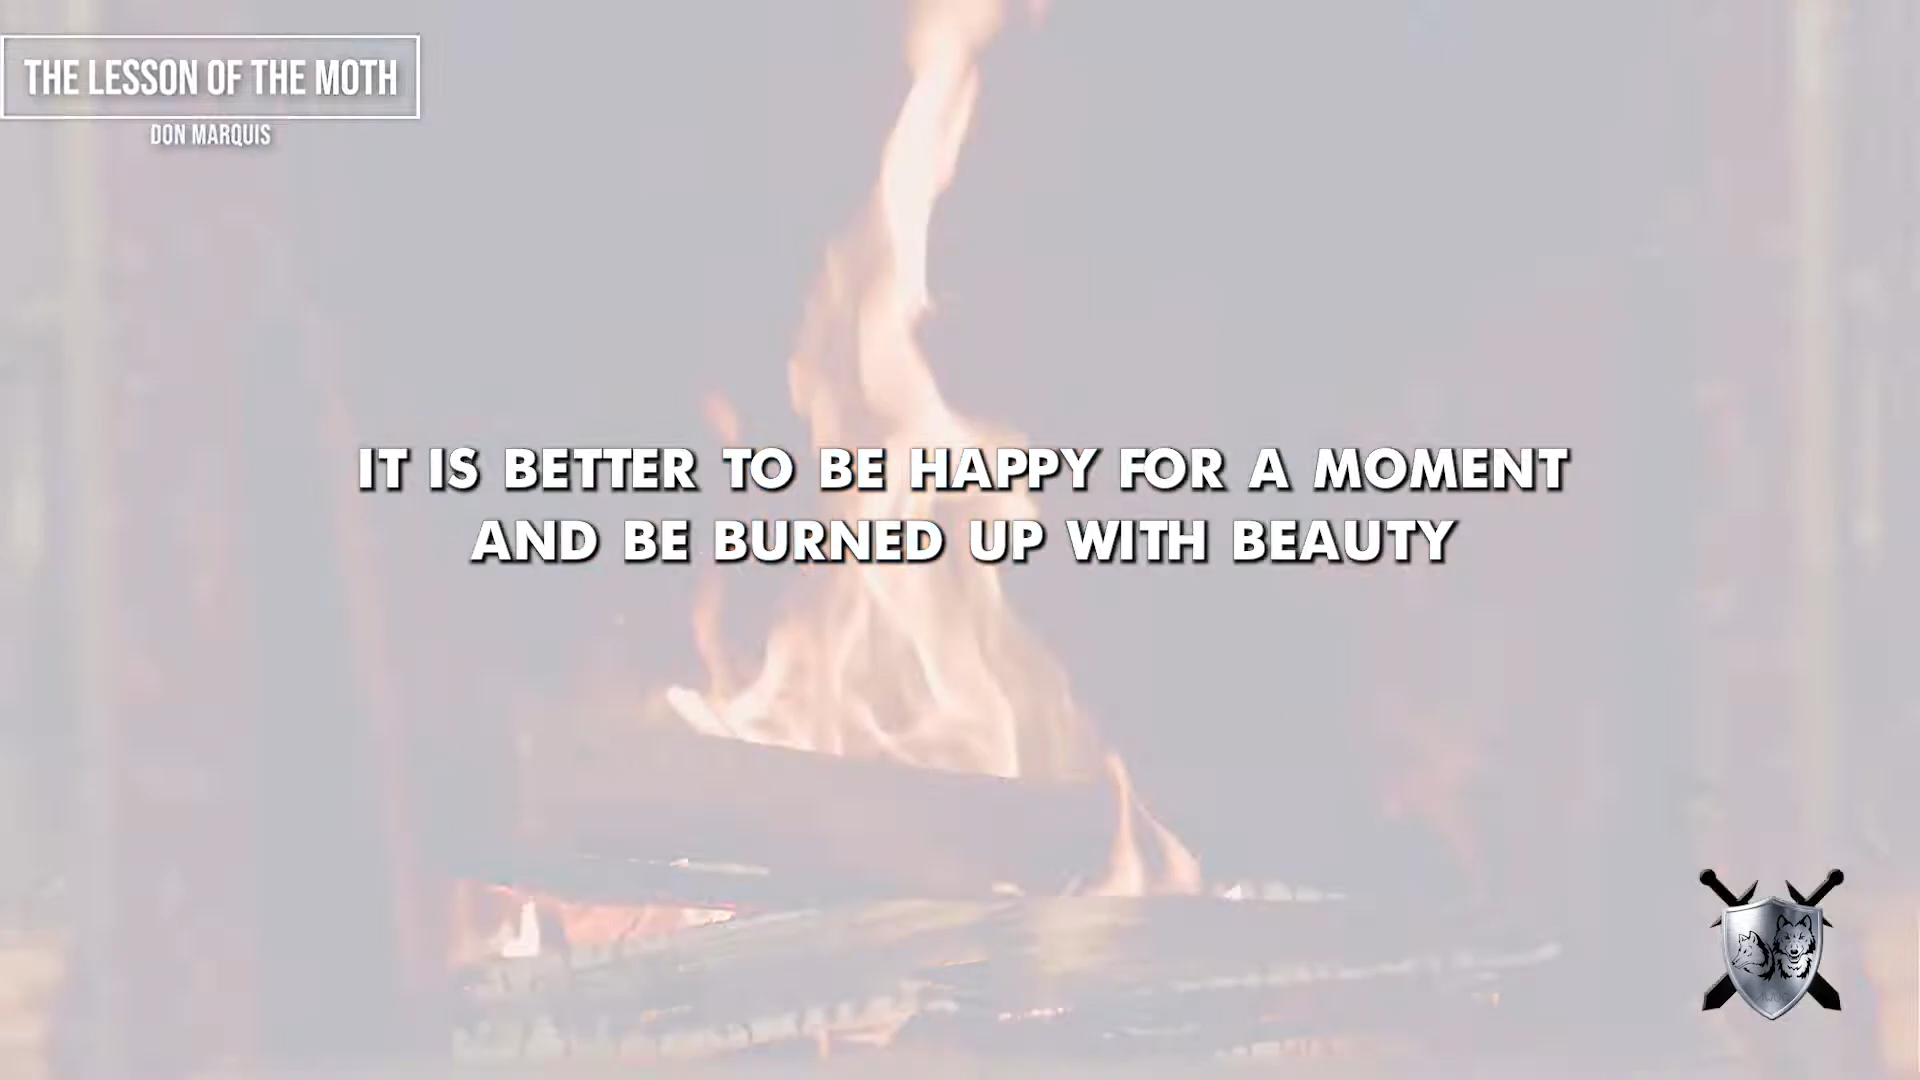 THE LESSON OF THE MOTH
DON MARQUIS
IT IS BETTER TO BE HAPPY FOR A MOMENT
AND BE BURNED UP WITH BEAUTY